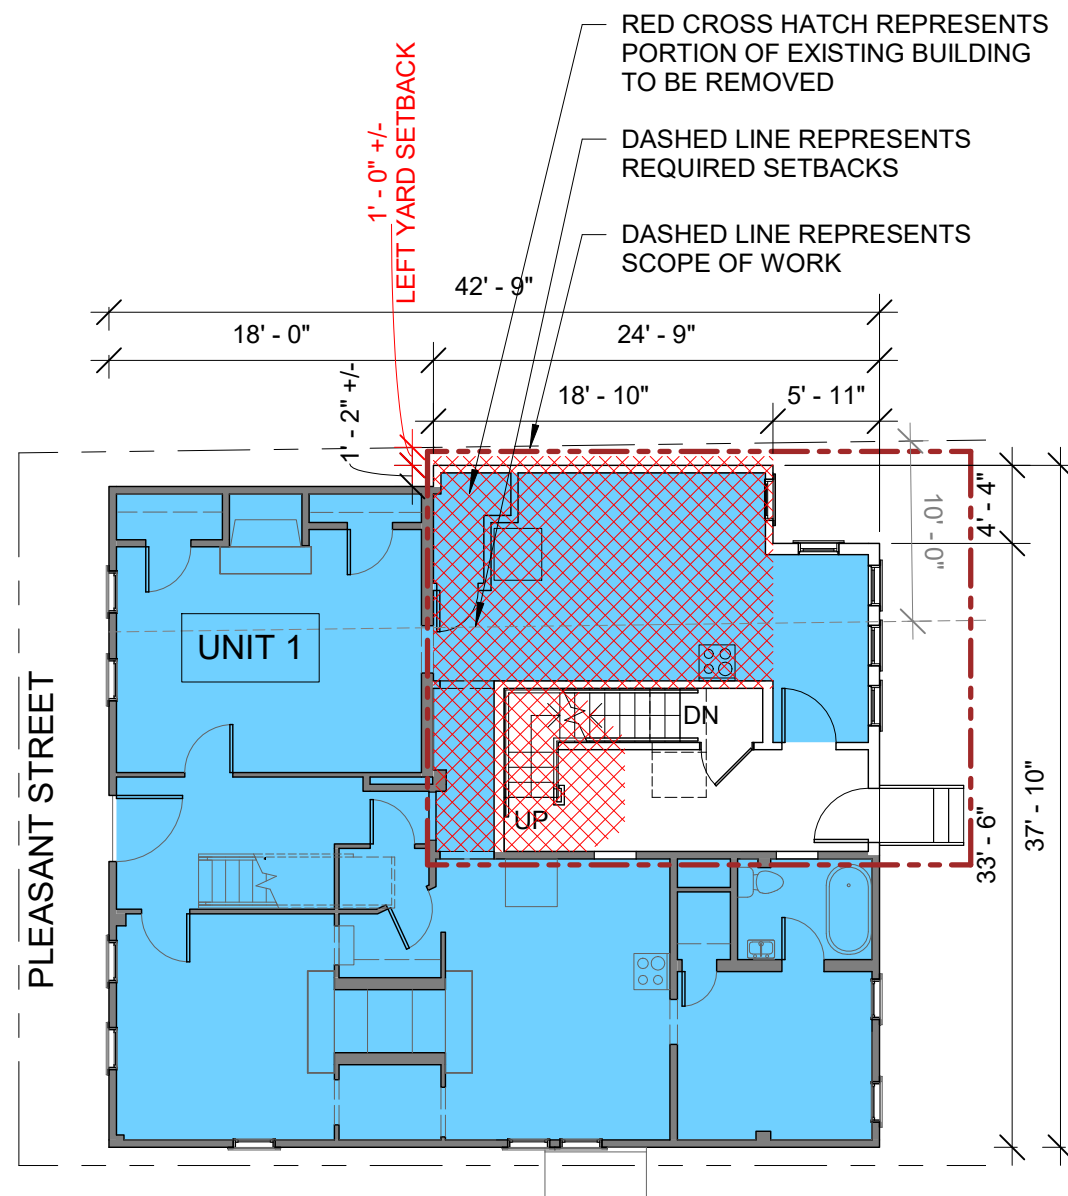 RED CROSS HATCH REPRESENTS
PORTION OF EXISTING BUILDING
TO BE REMOVED
DASHED LINE REPRESENTS
REQUIRED SETBACKS
DASHED LINE REPRESENTS
SCOPE OF WORK
1' - 0" +/-
LEFT YARD SETBACK
42' - 9"
18' - 0"
24' - 9"
18' - 10"
5' - 11"
1' - 2" +/-
4' - 4"
10' - 0"
UNIT 1
DN
UP
PLEASANT STREET
33' - 6"
37' - 10"